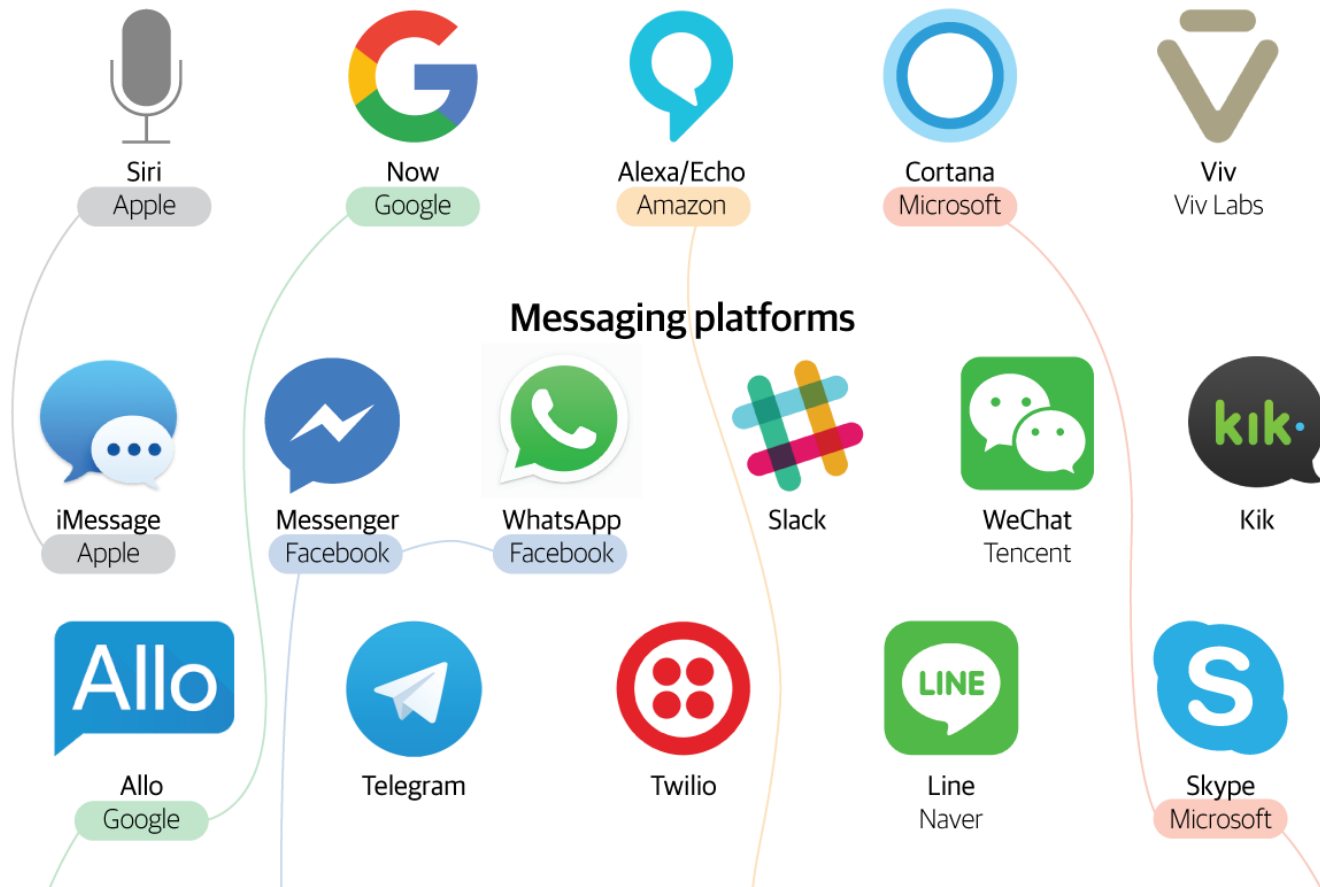 Siri
Apple
Now
Google
Alexa/Echo
Amazon
Cortana
Microsoft
Viv
Viv Labs
Messaging platforms
kik
iMessage
Apple
Messenger
Facebook
WhatsApp
Facebook
Slack
WeChat
Tencent
Kik
Allo
Allo
Google
Telegram
Twilio
LINE
Line
Naver
S
Skype
Microsoft